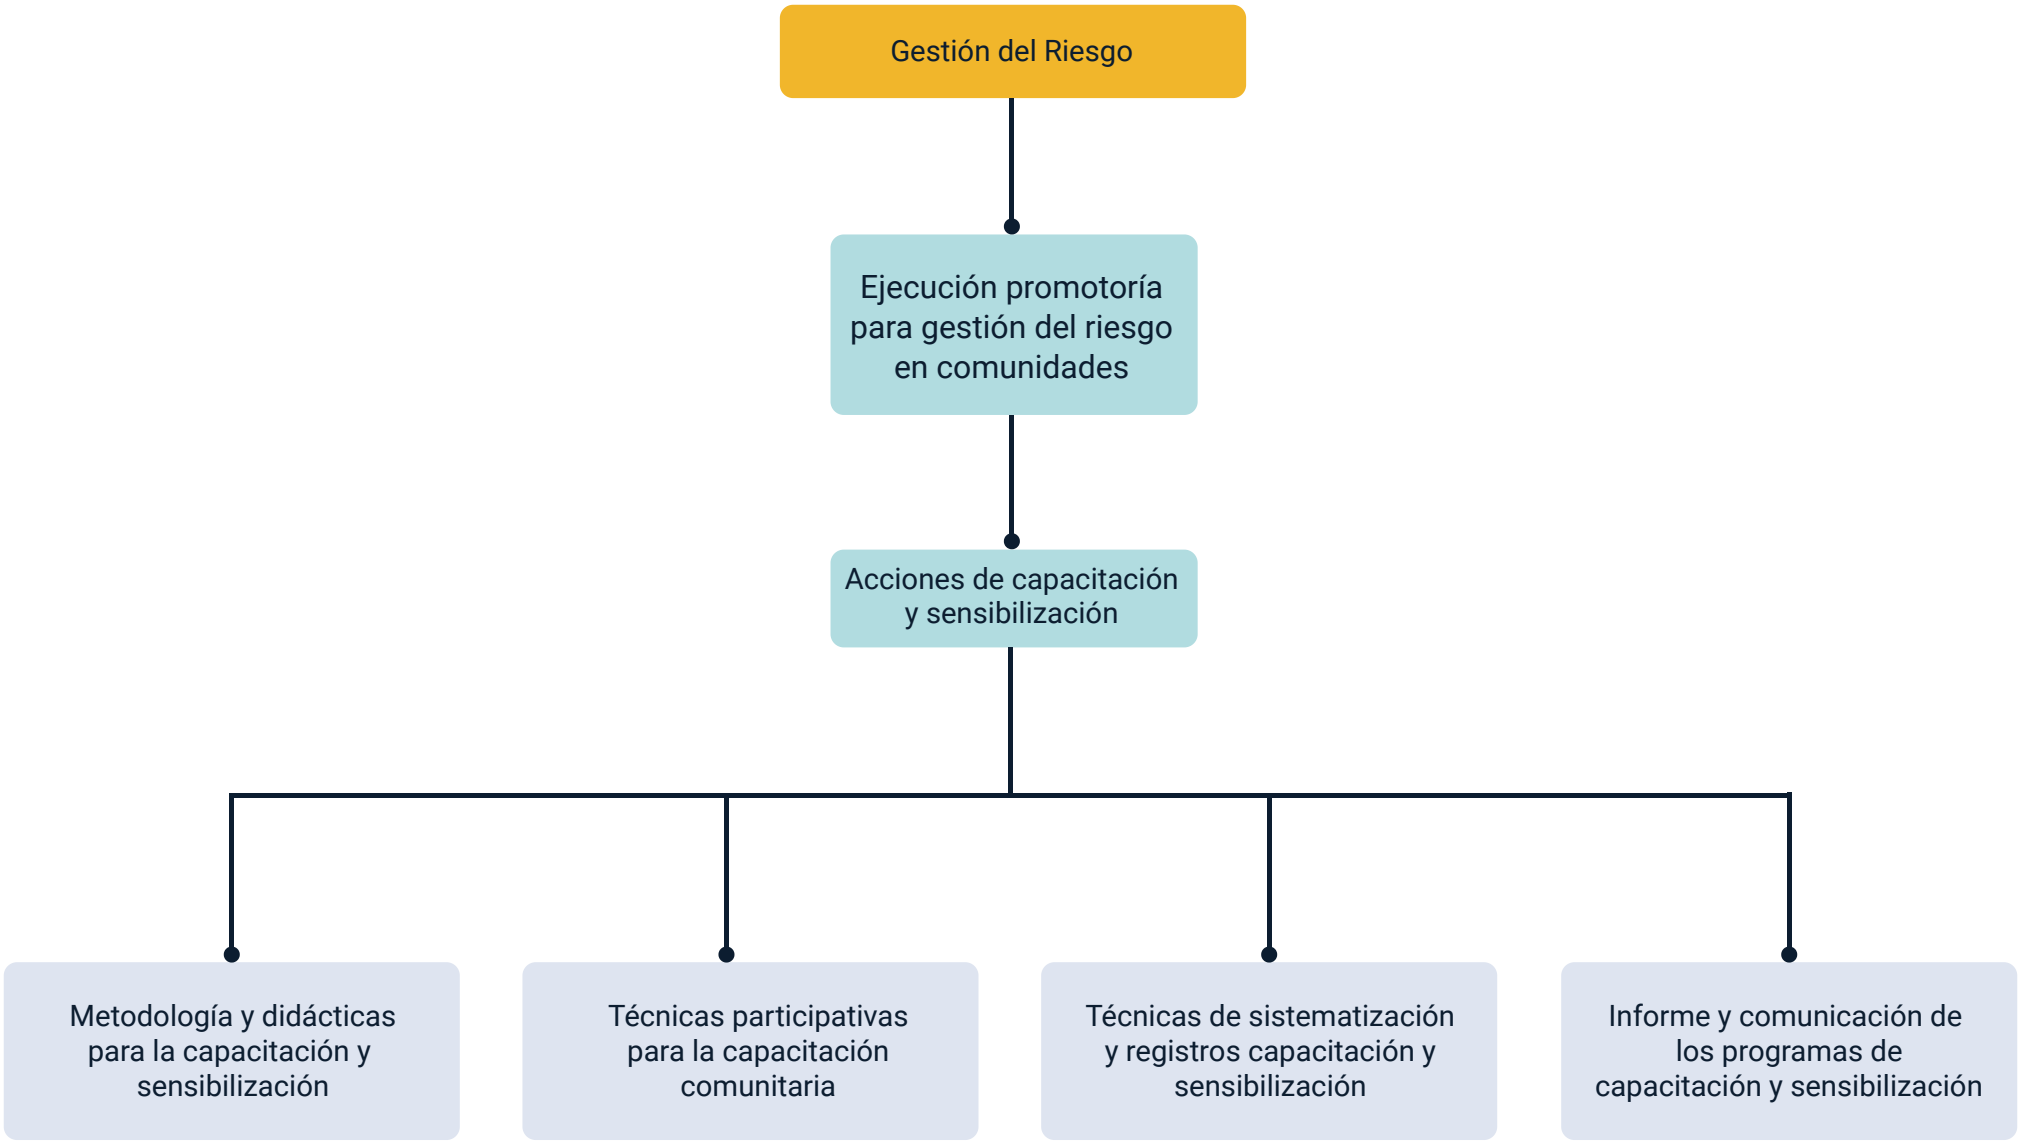 Gestión del Riesgo
Ejecución promotoría
para gestión del riesgo
en comunidades
Acciones de capacitación
y sensibilización
Metodología y didácticas
para la capacitación y
sensibilización
Técnicas participativas
para la capacitación
comunitaria
Técnicas de sistematización
y registros capacitación y
sensibilización
Informe y comunicación de
los programas de
capacitación y sensibilización